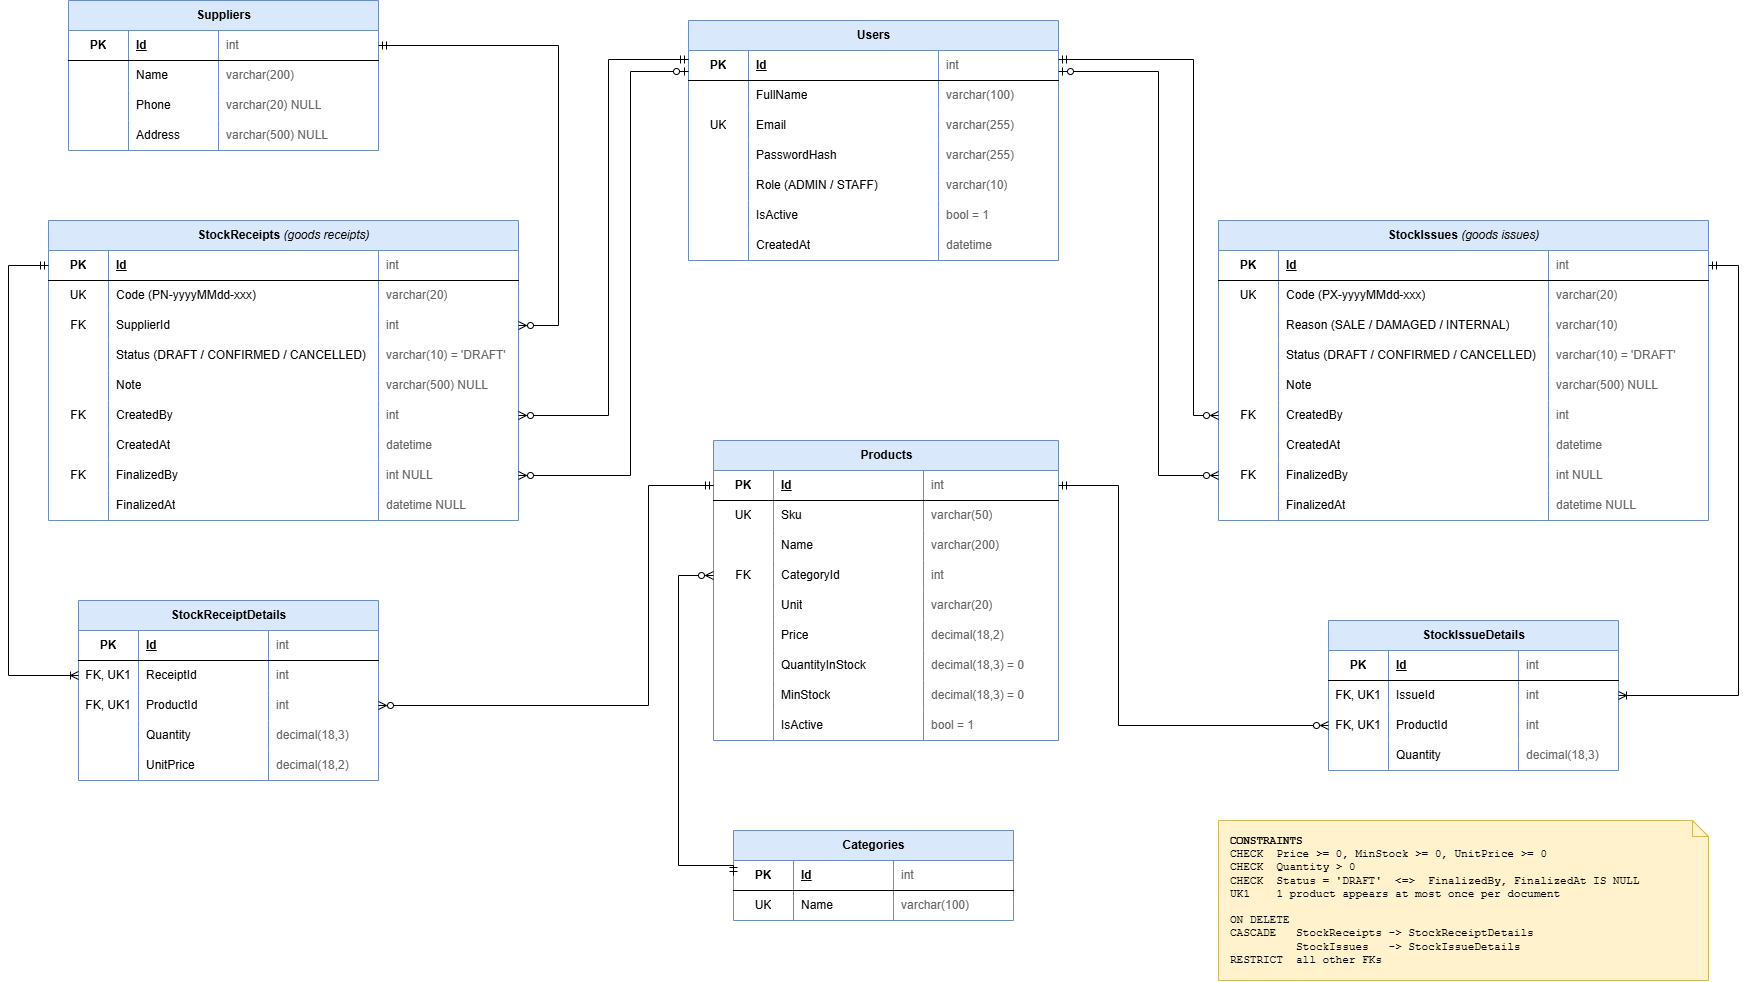 Suppliers
PK Id int
Name varchar(200)
Phone varchar(20) NULL
Address varchar(500) NULL
Users
PK Id int
FullName varchar(100)
UK Email varchar(255)
PasswordHash varchar(255)
Role (ADMIN / STAFF) varchar(10)
IsActive bool = 1
CreatedAt datetime
StockReceipts (goods receipts)
PK Id int
UK Code (PN-yyyyMMdd-xxx) varchar(20)
FK SupplierId int
Status (DRAFT / CONFIRMED / CANCELLED) varchar(10) = 'DRAFT'
Note varchar(500) NULL
FK CreatedBy int
CreatedAt datetime
FK FinalizedBy int NULL
FinalizedAt datetime NULL
StockIssues (goods issues)
PK Id int
UK Code (PX-yyyyMMdd-xxx) varchar(20)
Reason (SALE / DAMAGED / INTERNAL) varchar(10)
Status (DRAFT / CONFIRMED / CANCELLED) varchar(10) = 'DRAFT'
Note varchar(500) NULL
FK CreatedBy int
CreatedAt datetime
FK FinalizedBy int NULL
FinalizedAt datetime NULL
Products
PK Id int
UK Sku varchar(50)
Name varchar(200)
FK CategoryId int
Unit varchar(20)
Price decimal(18,2)
QuantityInStock decimal(18,3) = 0
MinStock decimal(18,3) = 0
IsActive bool = 1
StockReceiptDetails
PK Id int
FK, UK1 ReceiptId int
FK, UK1 ProductId int
Quantity decimal(18,3)
UnitPrice decimal(18,2)
StockIssueDetails
PK Id int
FK, UK1 IssueId int
FK, UK1 ProductId int
Quantity decimal(18,3)
Categories
PK Id int
UK Name varchar(100)
CONSTRAINTS
CHECK Price >= 0, MinStock >= 0, UnitPrice >= 0
CHECK Quantity > 0
CHECK Status = 'DRAFT' <=> FinalizedBy, FinalizedAt IS NULL
UK1 1 product appears at most once per document
ON DELETE
CASCADE StockReceipts -> StockReceiptDetails
StockIssues -> StockIssueDetails
RESTRICT all other FKs